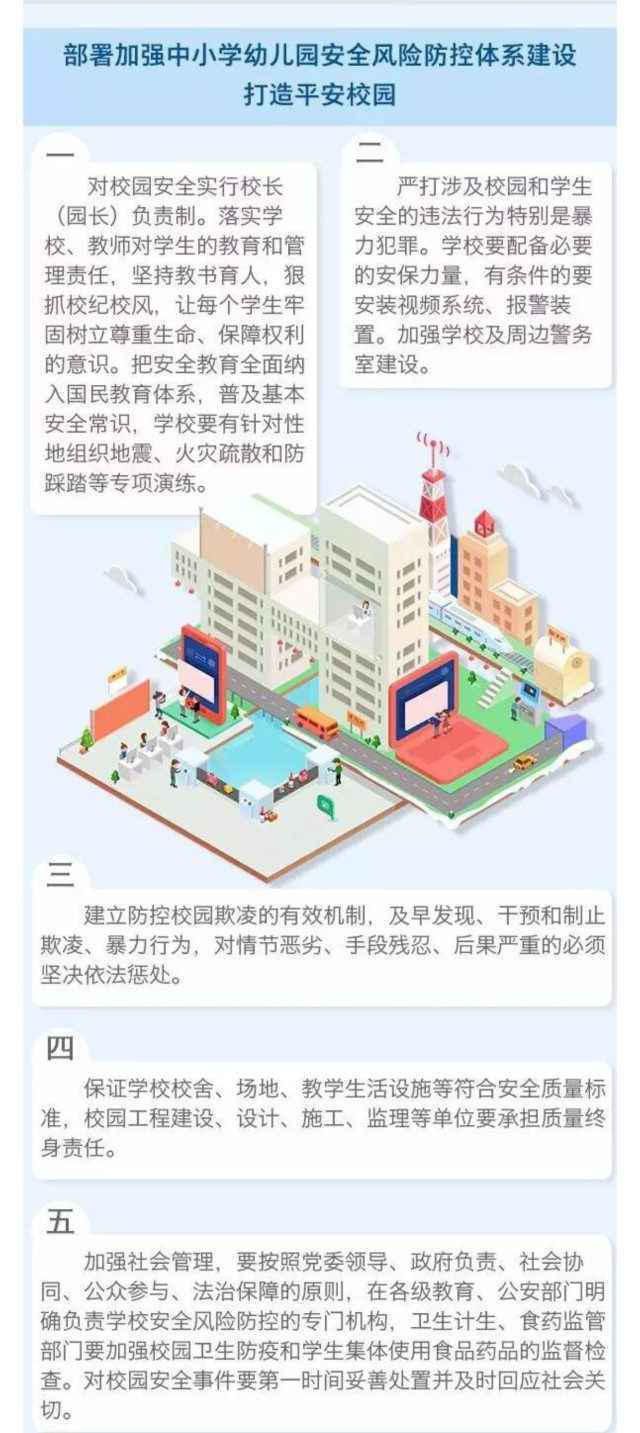 部署加强中小学幼儿园安全风险防控体系建设
打造平安校园
一
对校园安全实行校长
（园长）负责制。落实学
校、教师对学生的教育和管
理责任，坚持教书育人，狠
抓校纪校风，让每个学生牢
固树立尊重生命、保障权利
的意识。把安全教育全面纳
入国民教育体系，普及基本
安全常识，学校要有针对性
地组织地震、火灾疏散和防
踩踏等专项演练。
二
严打涉及校园和学生
安全的违法行为特别是暴
力犯罪。学校要配备必要
的安保力量，有条件的要
安装视频系统、报警装
置。加强学校及周边警务
室建设。
三
建立防控校园欺凌的有效机制，及早发现、干预和制止
欺凌、暴力行为，对情节恶劣、手段残忍、后果严重的必须
坚决依法惩处。
四
保证学校校舍、场地、教学生活设施等符合安全质量标
准，校园工程建设、设计、施工、监理等单位要承担质量终
身责任。
五
加强社会管理，要按照党委领导、政府负责、社会协
同、公众参与、法治保障的原则，在各级教育、公安部门明
确负责学校安全风险防控的专门机构，卫生计生、食药监管
部门要加强校园卫生防疫和学生集体使用食品药品的监督检
查。对校园安全事件要第一时间妥善处置并及时回应社会关
切。